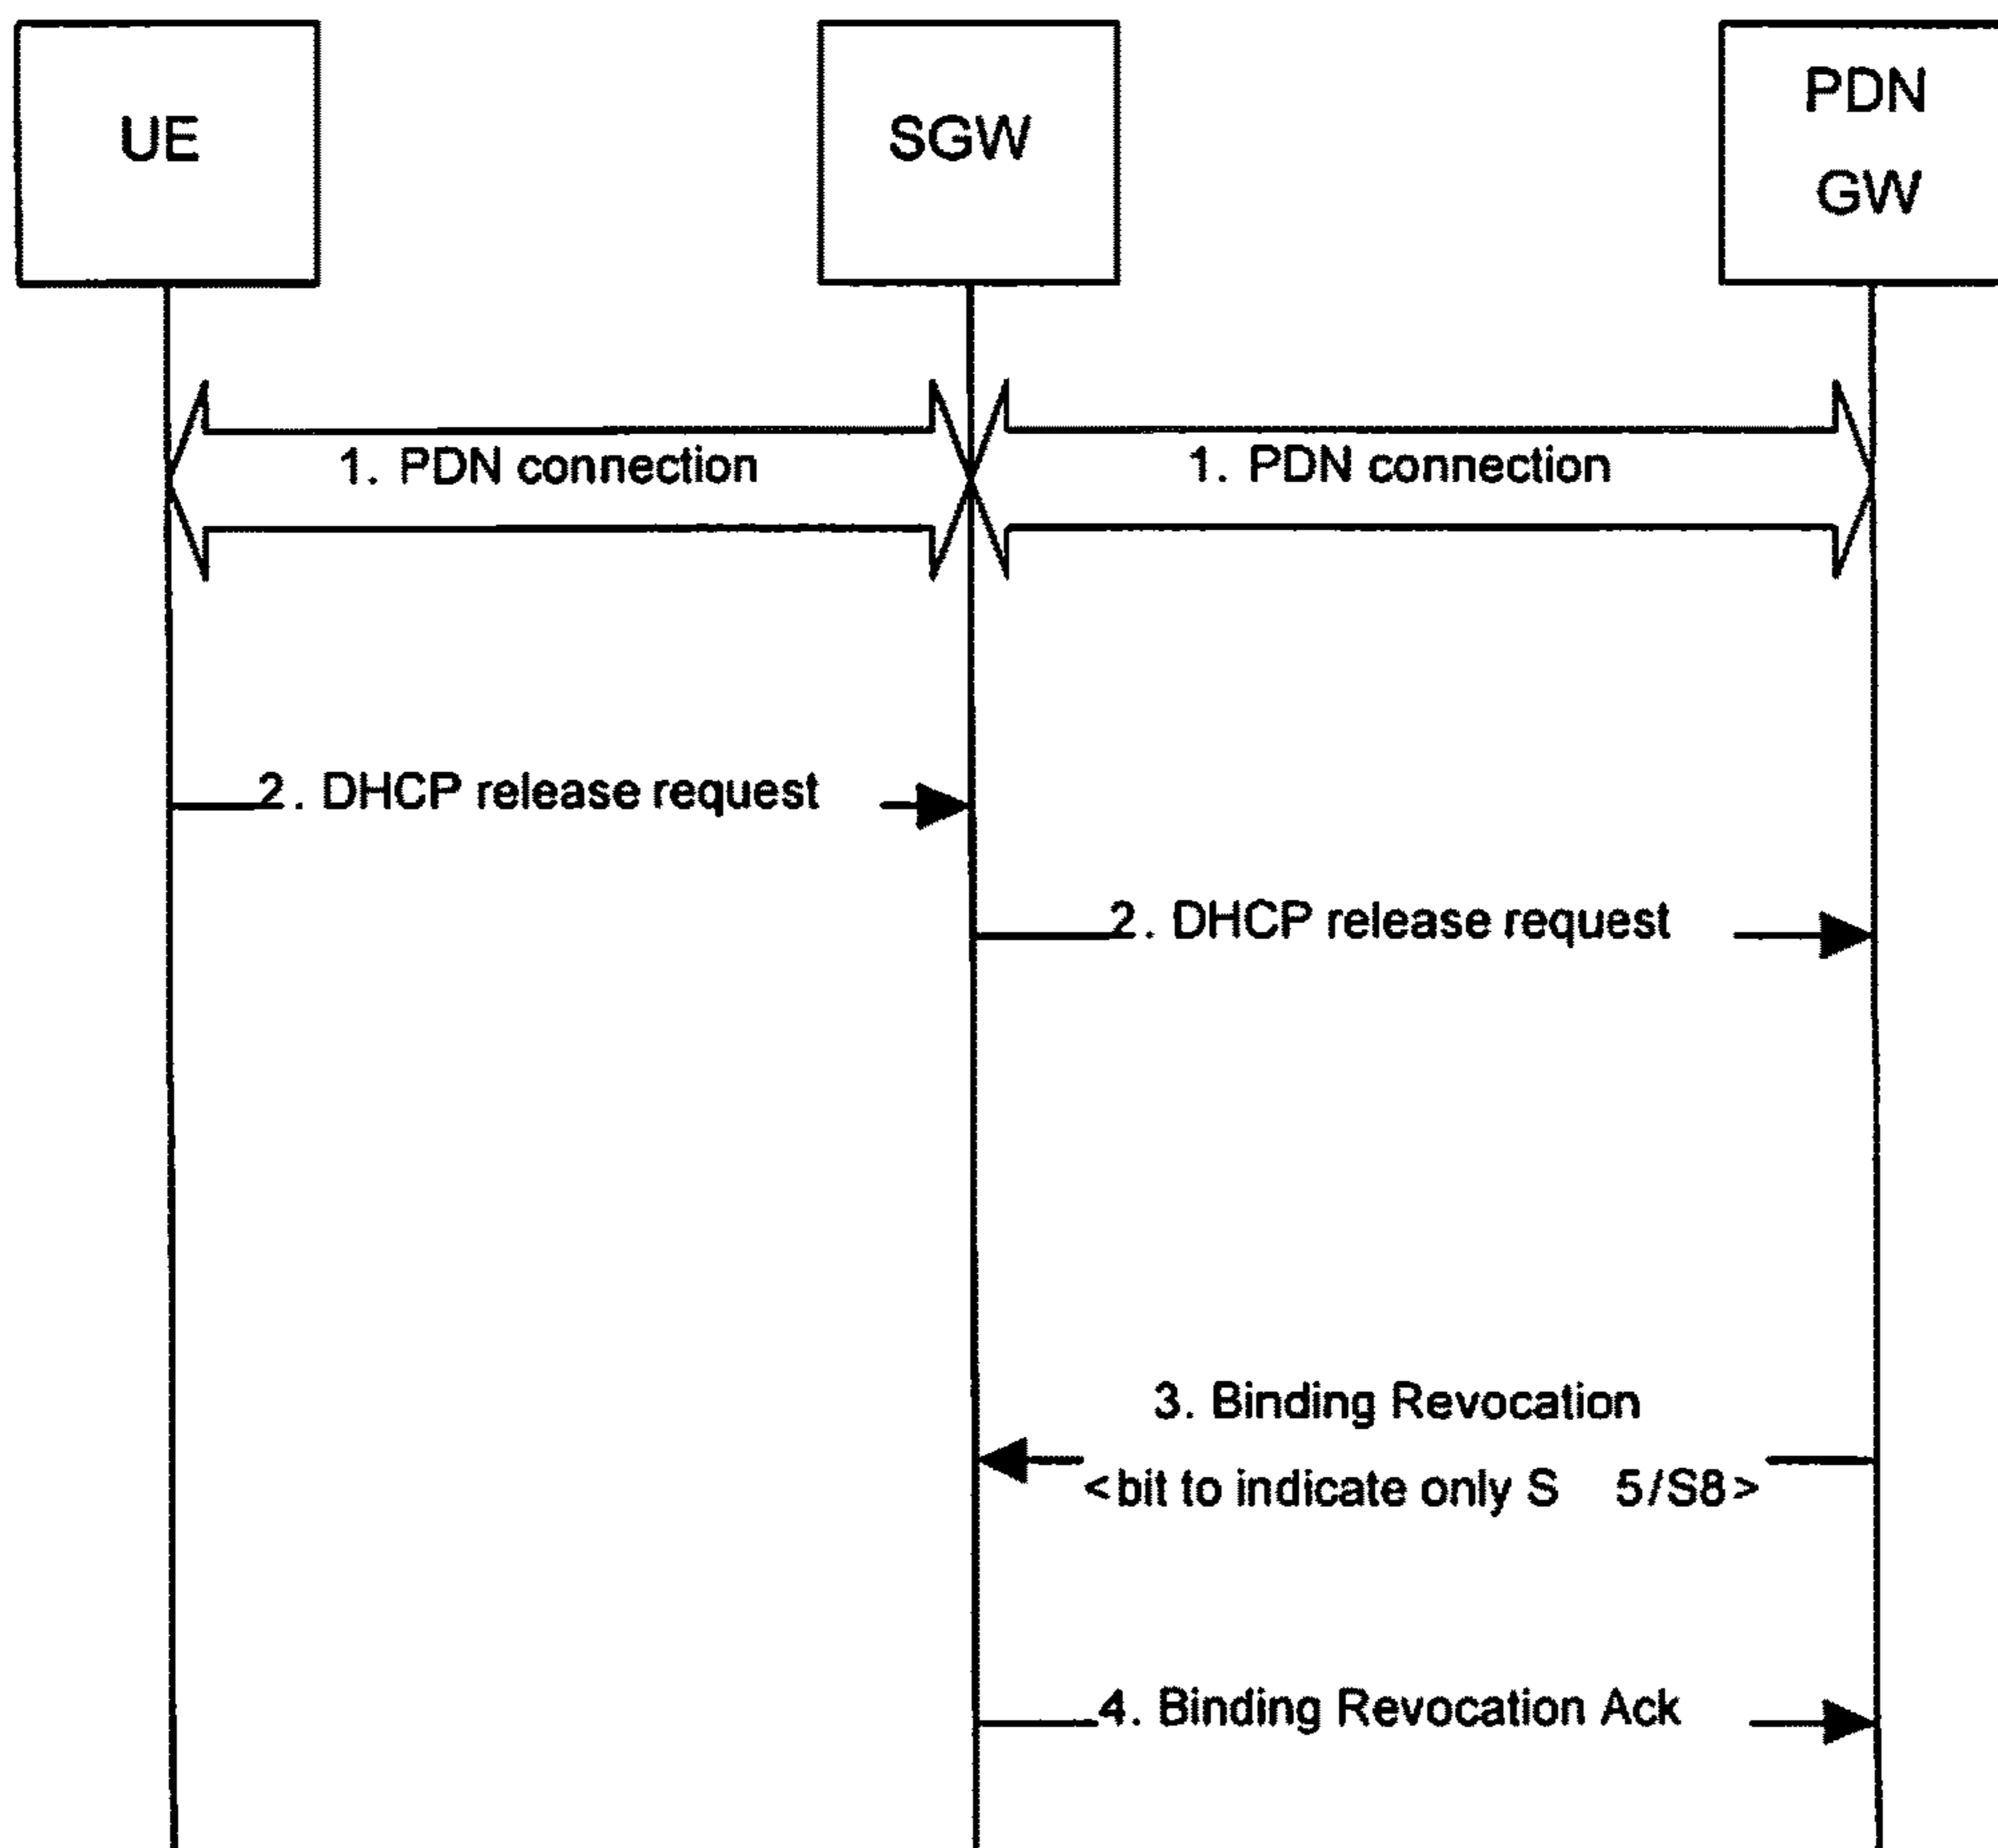 UE
SGW
PDN
GW
1. PDN connection
1. PDN connection
2. DHCP release request
2. DHCP release request
3. Binding Revocation
<bit to indicate only S 5/S8>
4. Binding Revocation Ack